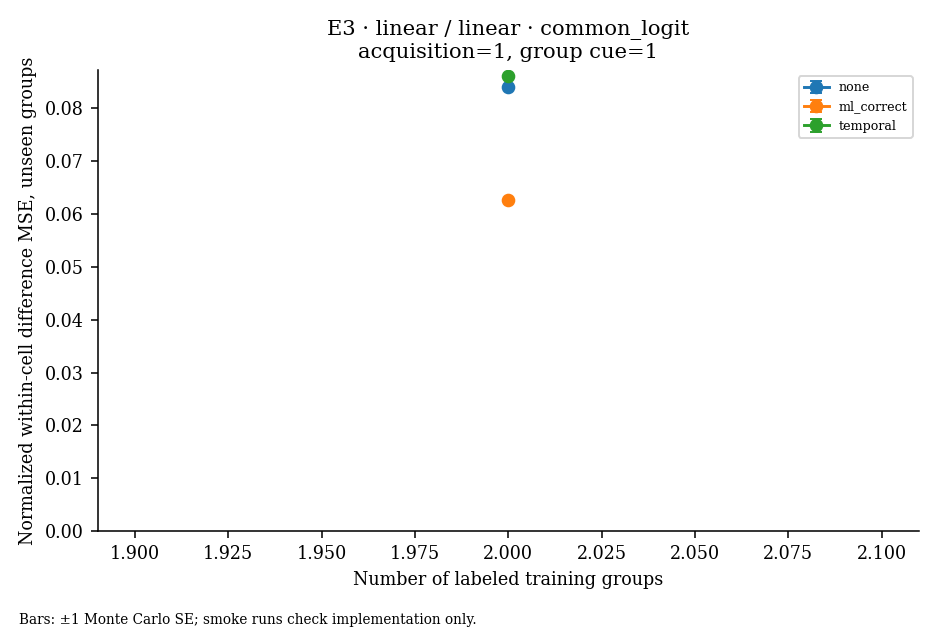 E3 · linear / linear · common_logit
acquisition=1, group cue=1
Normalized within-cell difference MSE, unseen groups
0.08
0.07
0.06
0.05
0.04
0.03
0.02
0.01
0.00
none
ml_correct
temporal
1.900 1.925 1.950 1.975 2.000 2.025 2.050 2.075 2.100
Number of labeled training groups
Bars: ±1 Monte Carlo SE; smoke runs check implementation only.